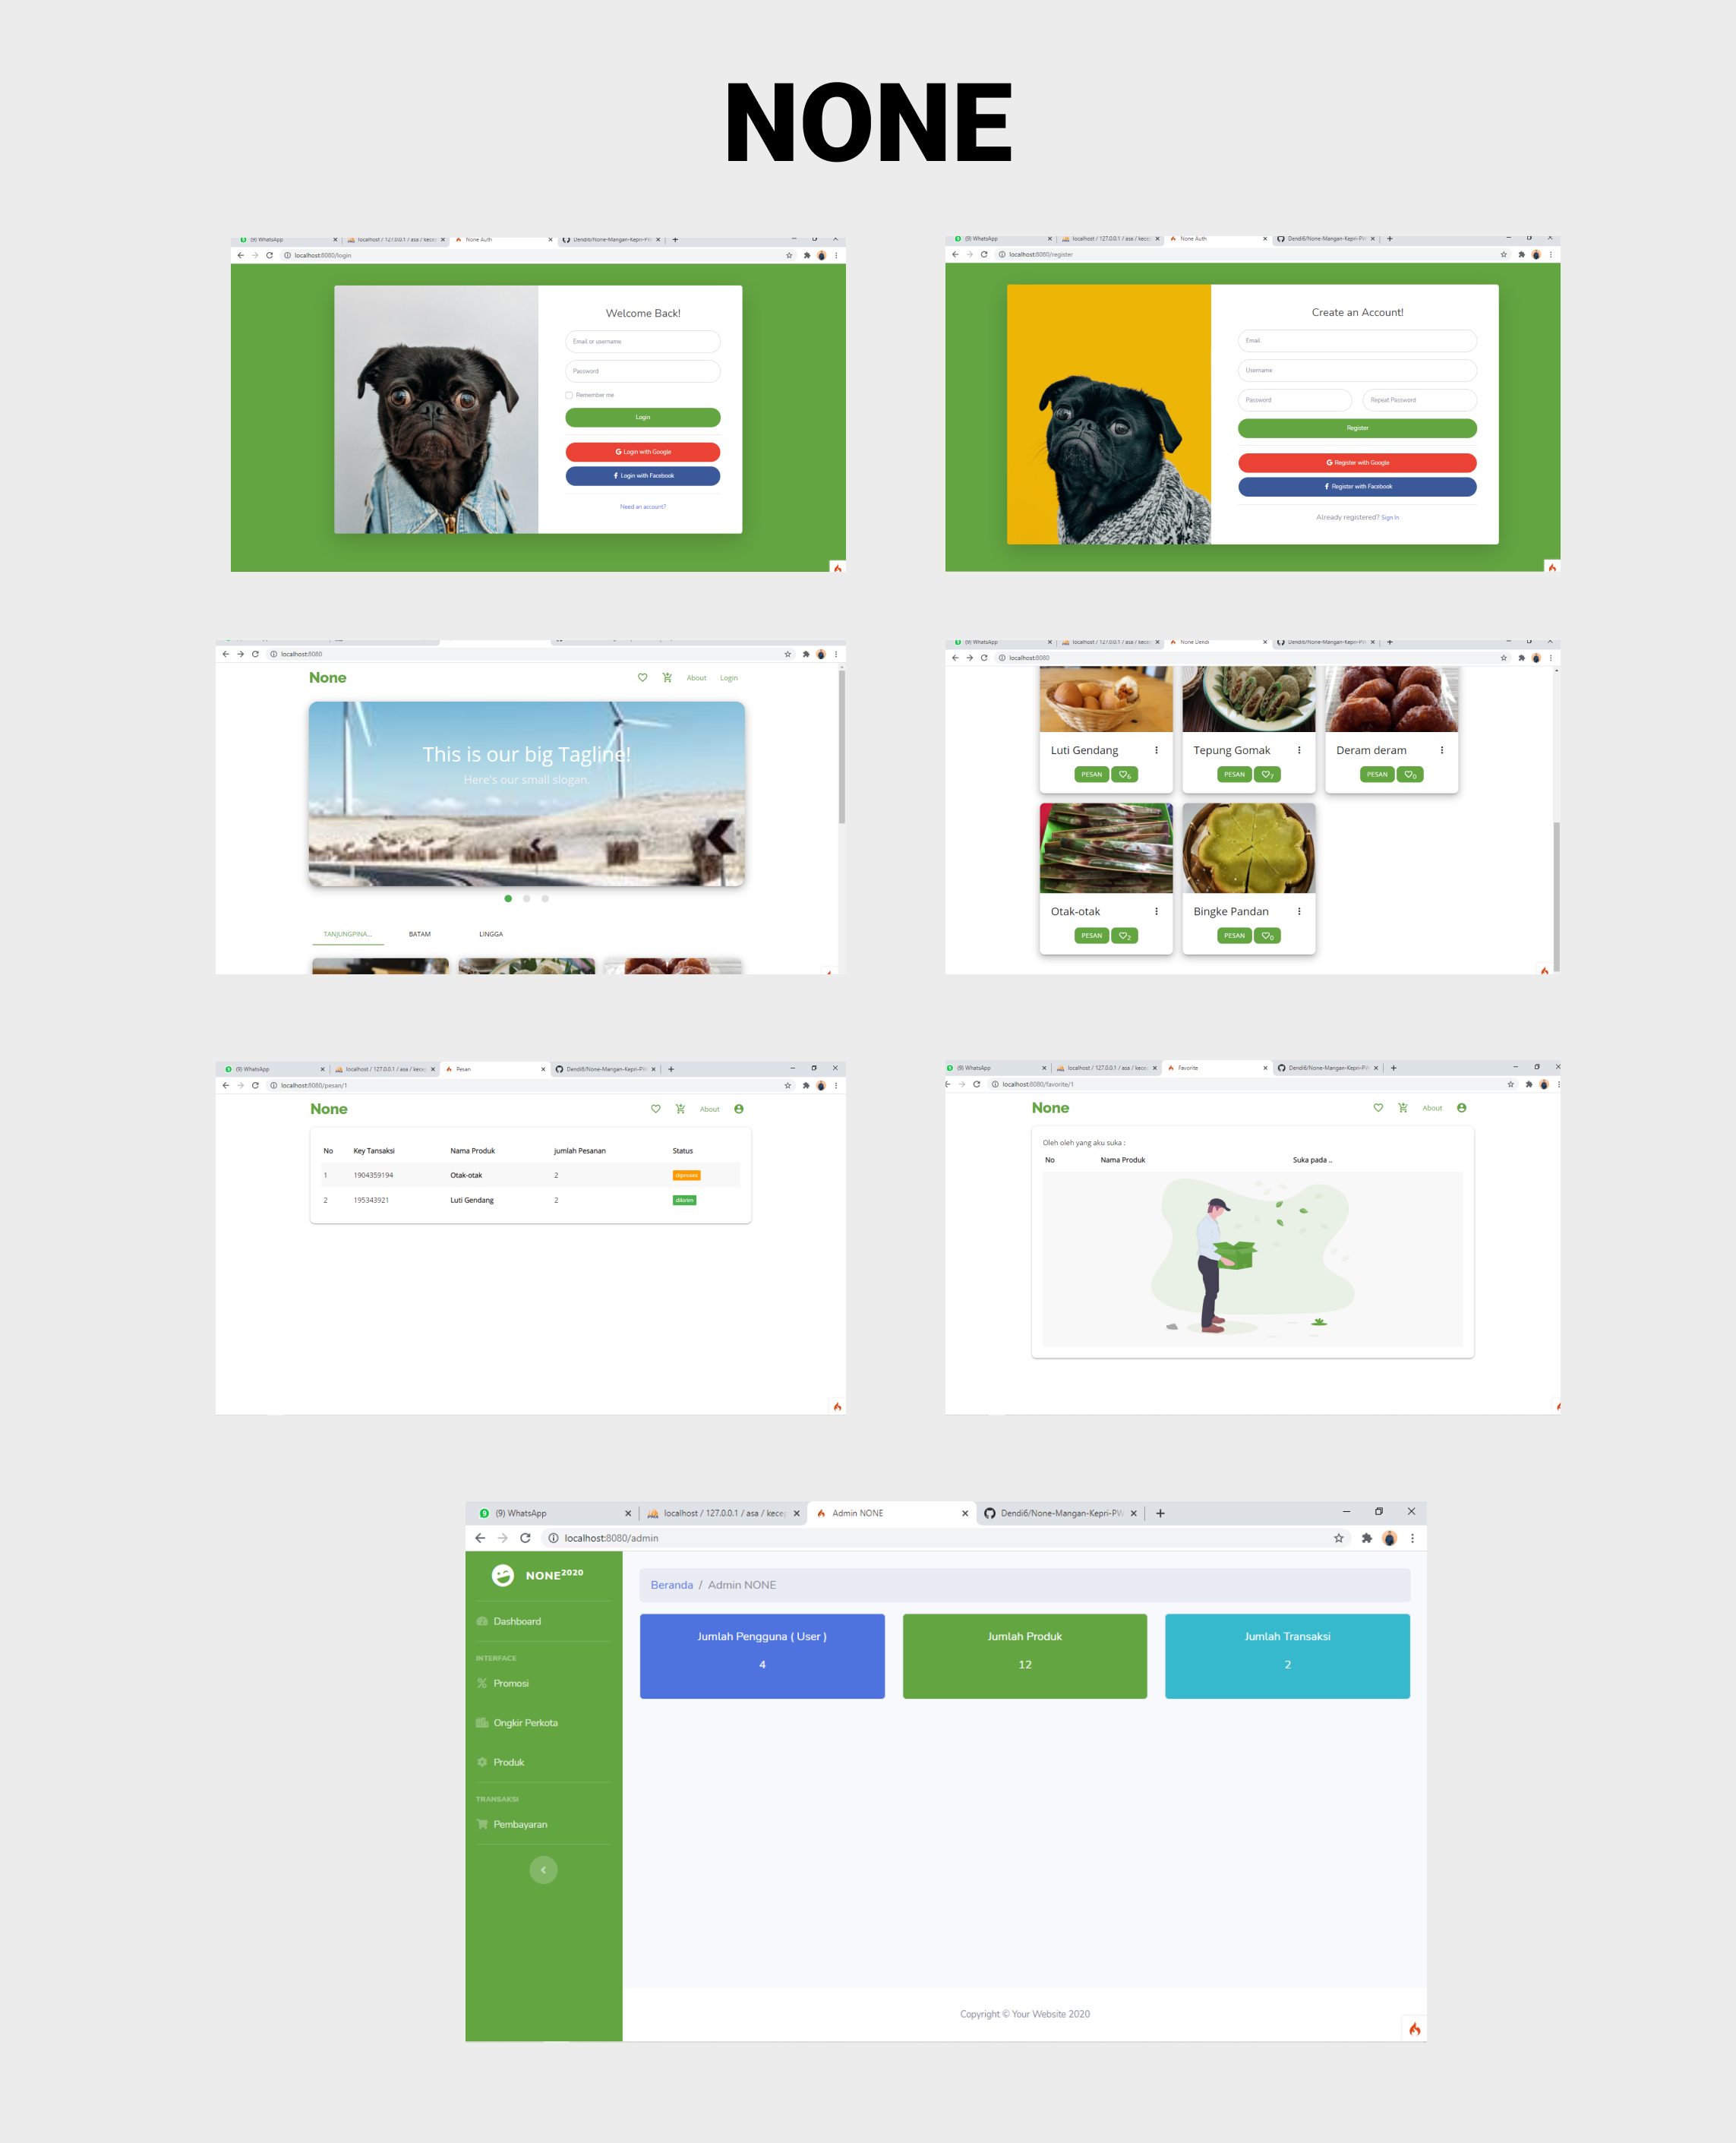 NONE
(9) WhatsApp
localhost / 127.0.0.1 / asa / kece
None Auth
Dendi6/None-Mangan-Kepri-PW
localhost:8080/login
Welcome Back!
Email or username
Password
Remember me
Login
Login with Google
Login with Facebook
Need an account?
(9) WhatsApp
localhost / 127.0.0.1 / asa / kece
None Auth
Dendi6/None-Mangan-Kepri-PW
localhost:8080/register
Create an Account!
Email
Username
Password Repeat Password
Register
Register with Google
Register with Facebook
Already registered? Sign In
localhost:8080
None
About Login
This is our big Tagline!
Here's our small slogan.
TANJUNGPINA... BATAM LINGGA
(9) WhatsApp
localhost / 127.0.0.1 / asa / kece
None Dendi
Dendi6/None-Mangan-Kepri-PW
localhost:8080
Luti Gendang Tepung Gomak Deram deram
PESAN 6 PESAN 7 PESAN 0
Otak-otak Bingke Pandan
PESAN 2 PESAN 0
(9) WhatsApp
localhost / 127.0.0.1 / asa / kece
Pesan
Dendi6/None-Mangan-Kepri-PW
localhost:8080/pesan/1
None
About
No Key Tansaksi Nama Produk jumlah Pesanan Status
1 1904359194 Otak-otak 2 diproses
2 195343921 Luti Gendang 2 dikirim
(9) WhatsApp
localhost / 127.0.0.1 / asa / kece
Favorite
Dendi6/None-Mangan-Kepri-PW
localhost:8080/favorite/1
None
About
Oleh oleh yang aku suka :
No Nama Produk Suka pada ..
(9) WhatsApp
localhost / 127.0.0.1 / asa / kece
Admin NONE
Dendi6/None-Mangan-Kepri-PW
localhost:8080/admin
NONE2020
Dashboard
INTERFACE
Promosi
Ongkir Perkota
Produk
TRANSAKSI
Pembayaran
Beranda / Admin NONE
Jumlah Pengguna ( User ) Jumlah Produk Jumlah Transaksi
4 12 2
Copyright © Your Website 2020